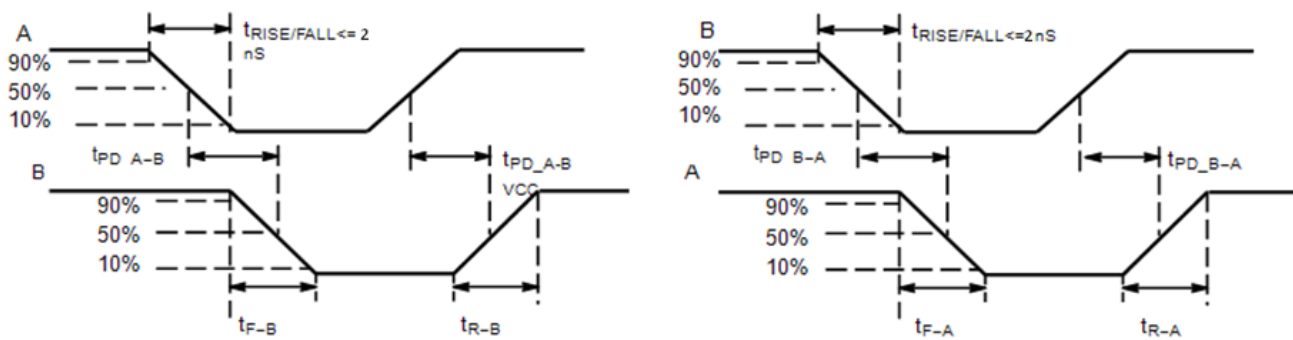 A
tRISE/FALL<= 2
nS
90%
50%
10%
tPD A-B
tPD_A-B
B
VCC
90%
50%
10%
tF-B
tR-B
B
tRISE/FALL<=2nS
90%
50%
10%
tPD B-A
tPD_B-A
A
90%
50%
10%
tF-A
tR-A